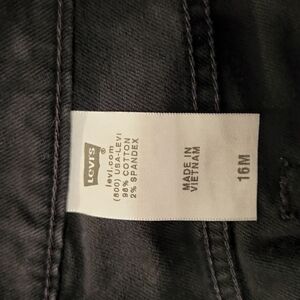 Levi's
levi.com
(800) USA-LEVI
98% COTTON
2% SPANDEX
MADE IN
VIETNAM
16M